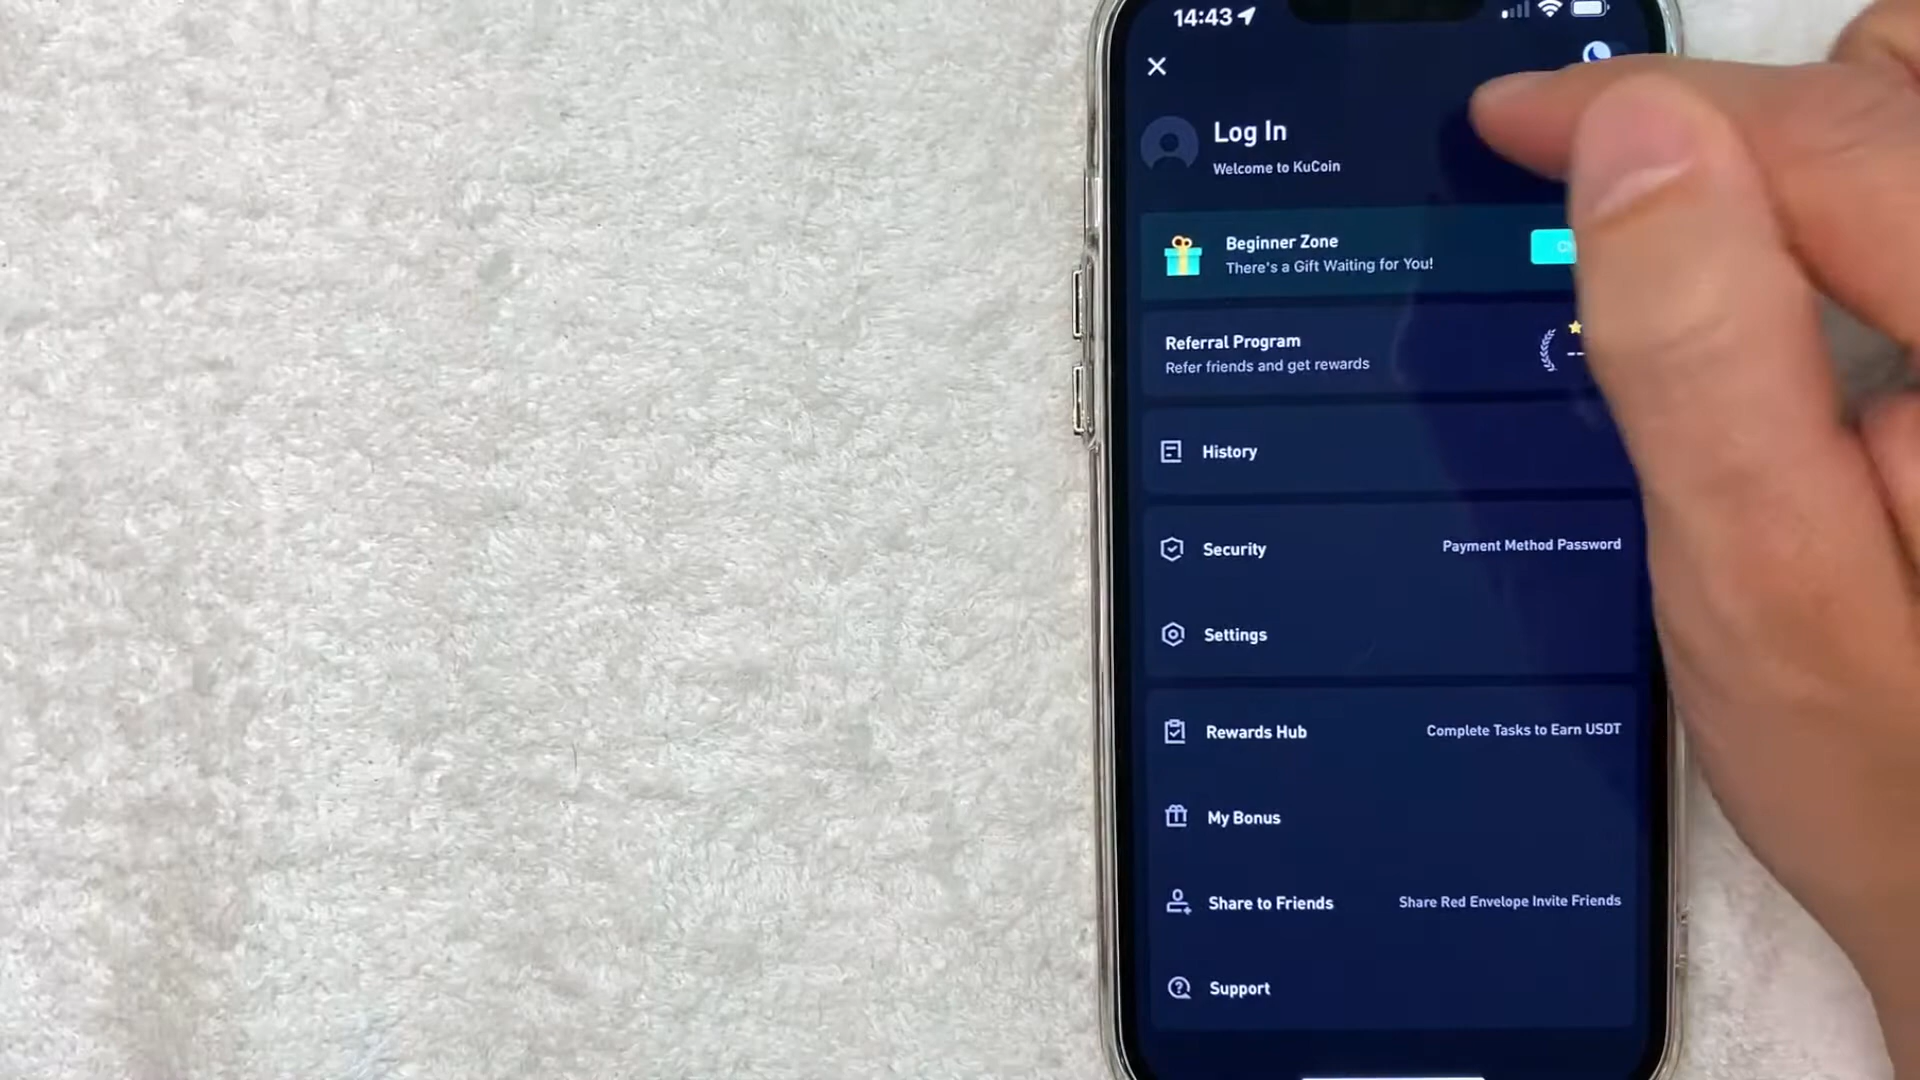 14:43
Log In
Welcome to KuCoin
Beginner Zone
There's a Gift Waiting for You!
Referral Program
Refer friends and get rewards
History
Security
Payment Method Password
Settings
Rewards Hub
Complete Tasks to Earn USDT
My Bonus
Share to Friends
Share Red Envelope Invite Friends
Support